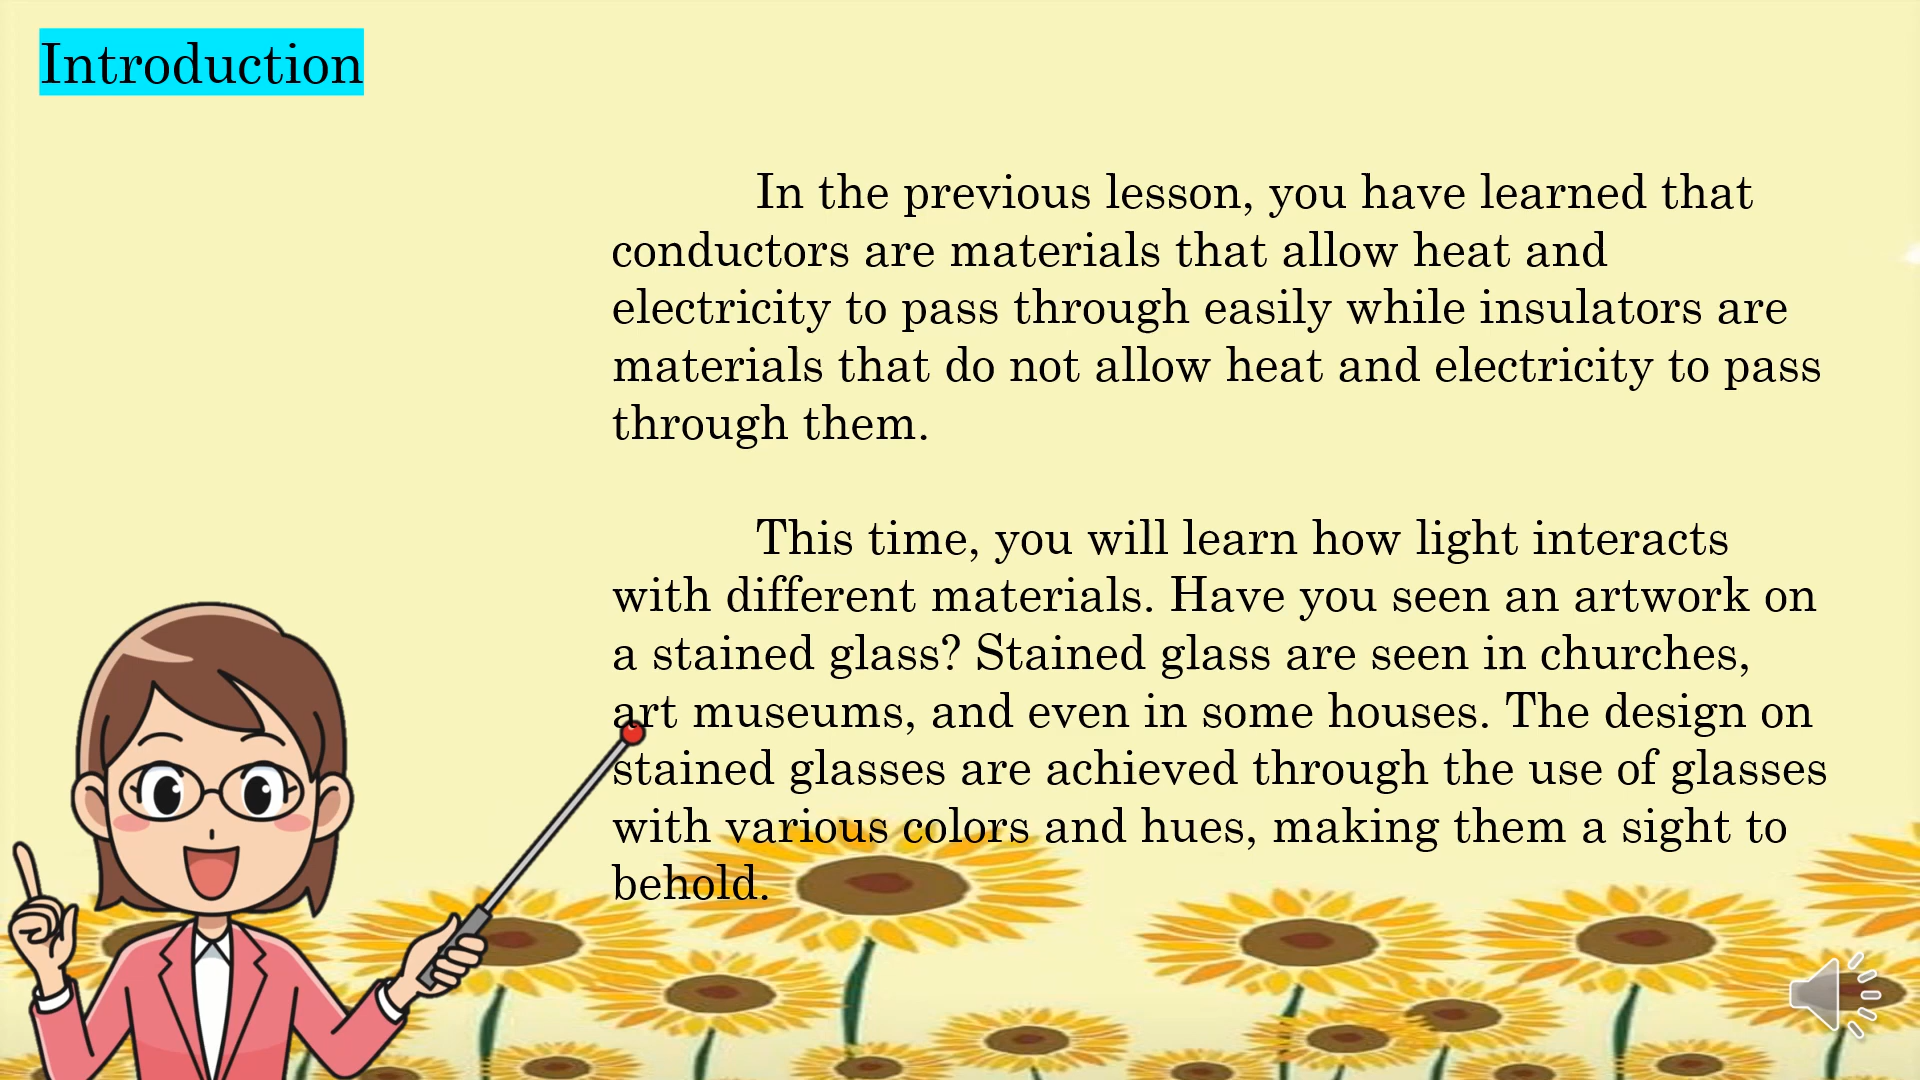 Introduction
In the previous lesson, you have learned that
conductors are materials that allow heat and
electricity to pass through easily while insulators are
materials that do not allow heat and electricity to pass
through them.
This time, you will learn how light interacts
with different materials. Have you seen an artwork on
a stained glass? Stained glass are seen in churches,
art museums, and even in some houses. The design on
stained glasses are achieved through the use of glasses
with various colors and hues, making them a sight to
behold.